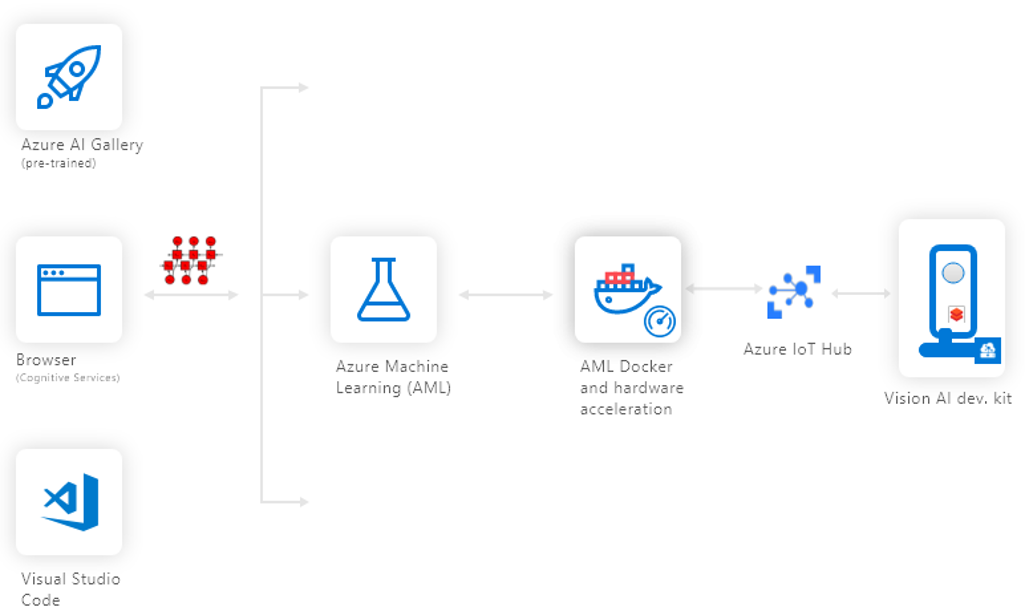 Azure AI Gallery
(pre-trained)
Browser
(Cognitive Services)
Visual Studio
Code
Azure Machine
Learning (AML)
AML Docker
and hardware
acceleration
Azure IoT Hub
Vision AI dev. kit